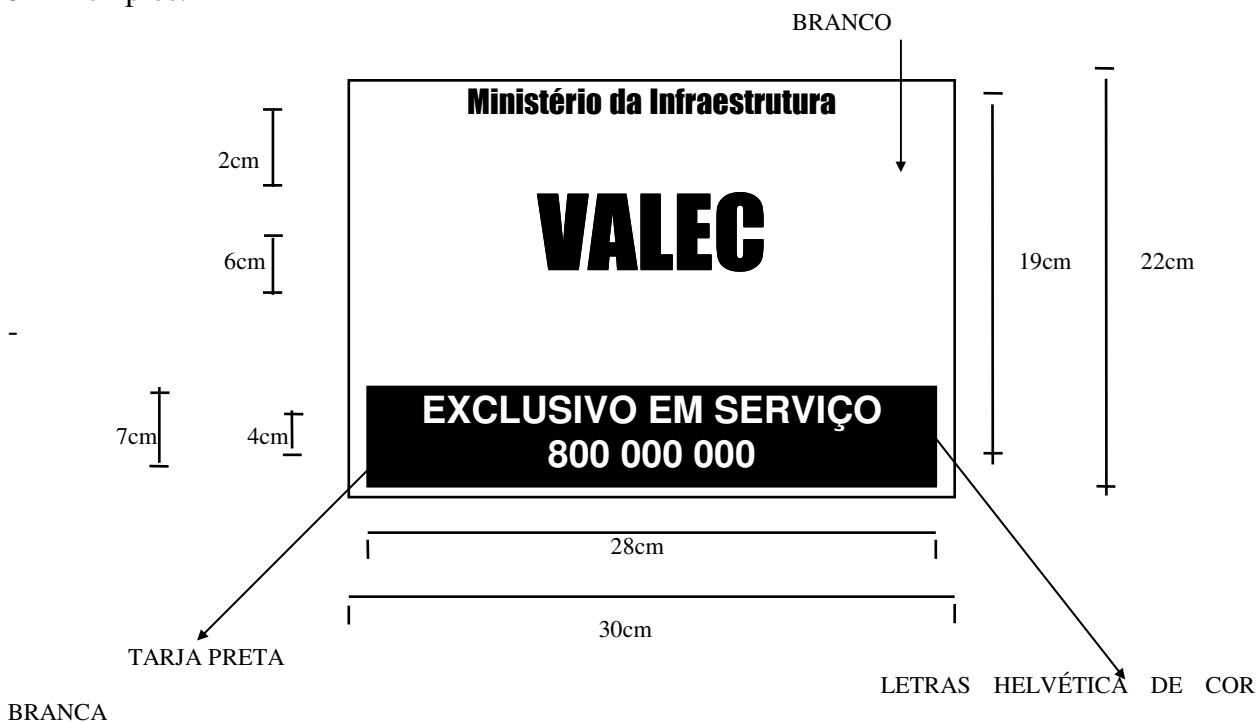 BRANCO
Ministério da Infraestrutura
2cm
VALEC
6cm
19cm
22cm
-
EXCLUSIVO EM SERVIÇO
7cm
4cm
800 000 000
28cm
30cm
TARJA PRETA
LETRAS HELVÉTICA DE COR
BRANCA